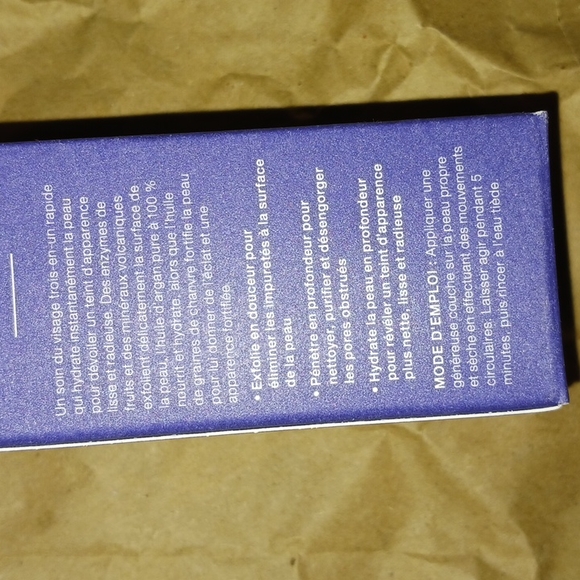 Un soin du visage trois-en-un rapide
qui hydrate instantanément la peau
pour dévoiler un teint d'apparence
lisse et radieuse. Des enzymes de
fruits et des minéraux volcaniques
exfolient délicatement la surface de
la peau, l'huile d'argan pure à 100 %
nourrit et hydrate, alors que l'huile
de graines de chanvre fortifie la peau
pour lui donner de l'éclat et une
apparence fortifiée.
• Exfolie en douceur pour
éliminer les impuretés à la surface
de la peau
• Pénètre en profondeur pour
nettoyer, purifier et désengorger
les pores obstrués
• Hydrate la peau en profondeur
pour révéler un teint d'apparence
plus nette, lisse et radieuse
MODE D'EMPLOI : Appliquer une
généreuse couche sur la peau propre
et sèche en effectuant des mouvements
circulaires. Laisser agir pendant 5
minutes, puis rincer à l'eau tiède.